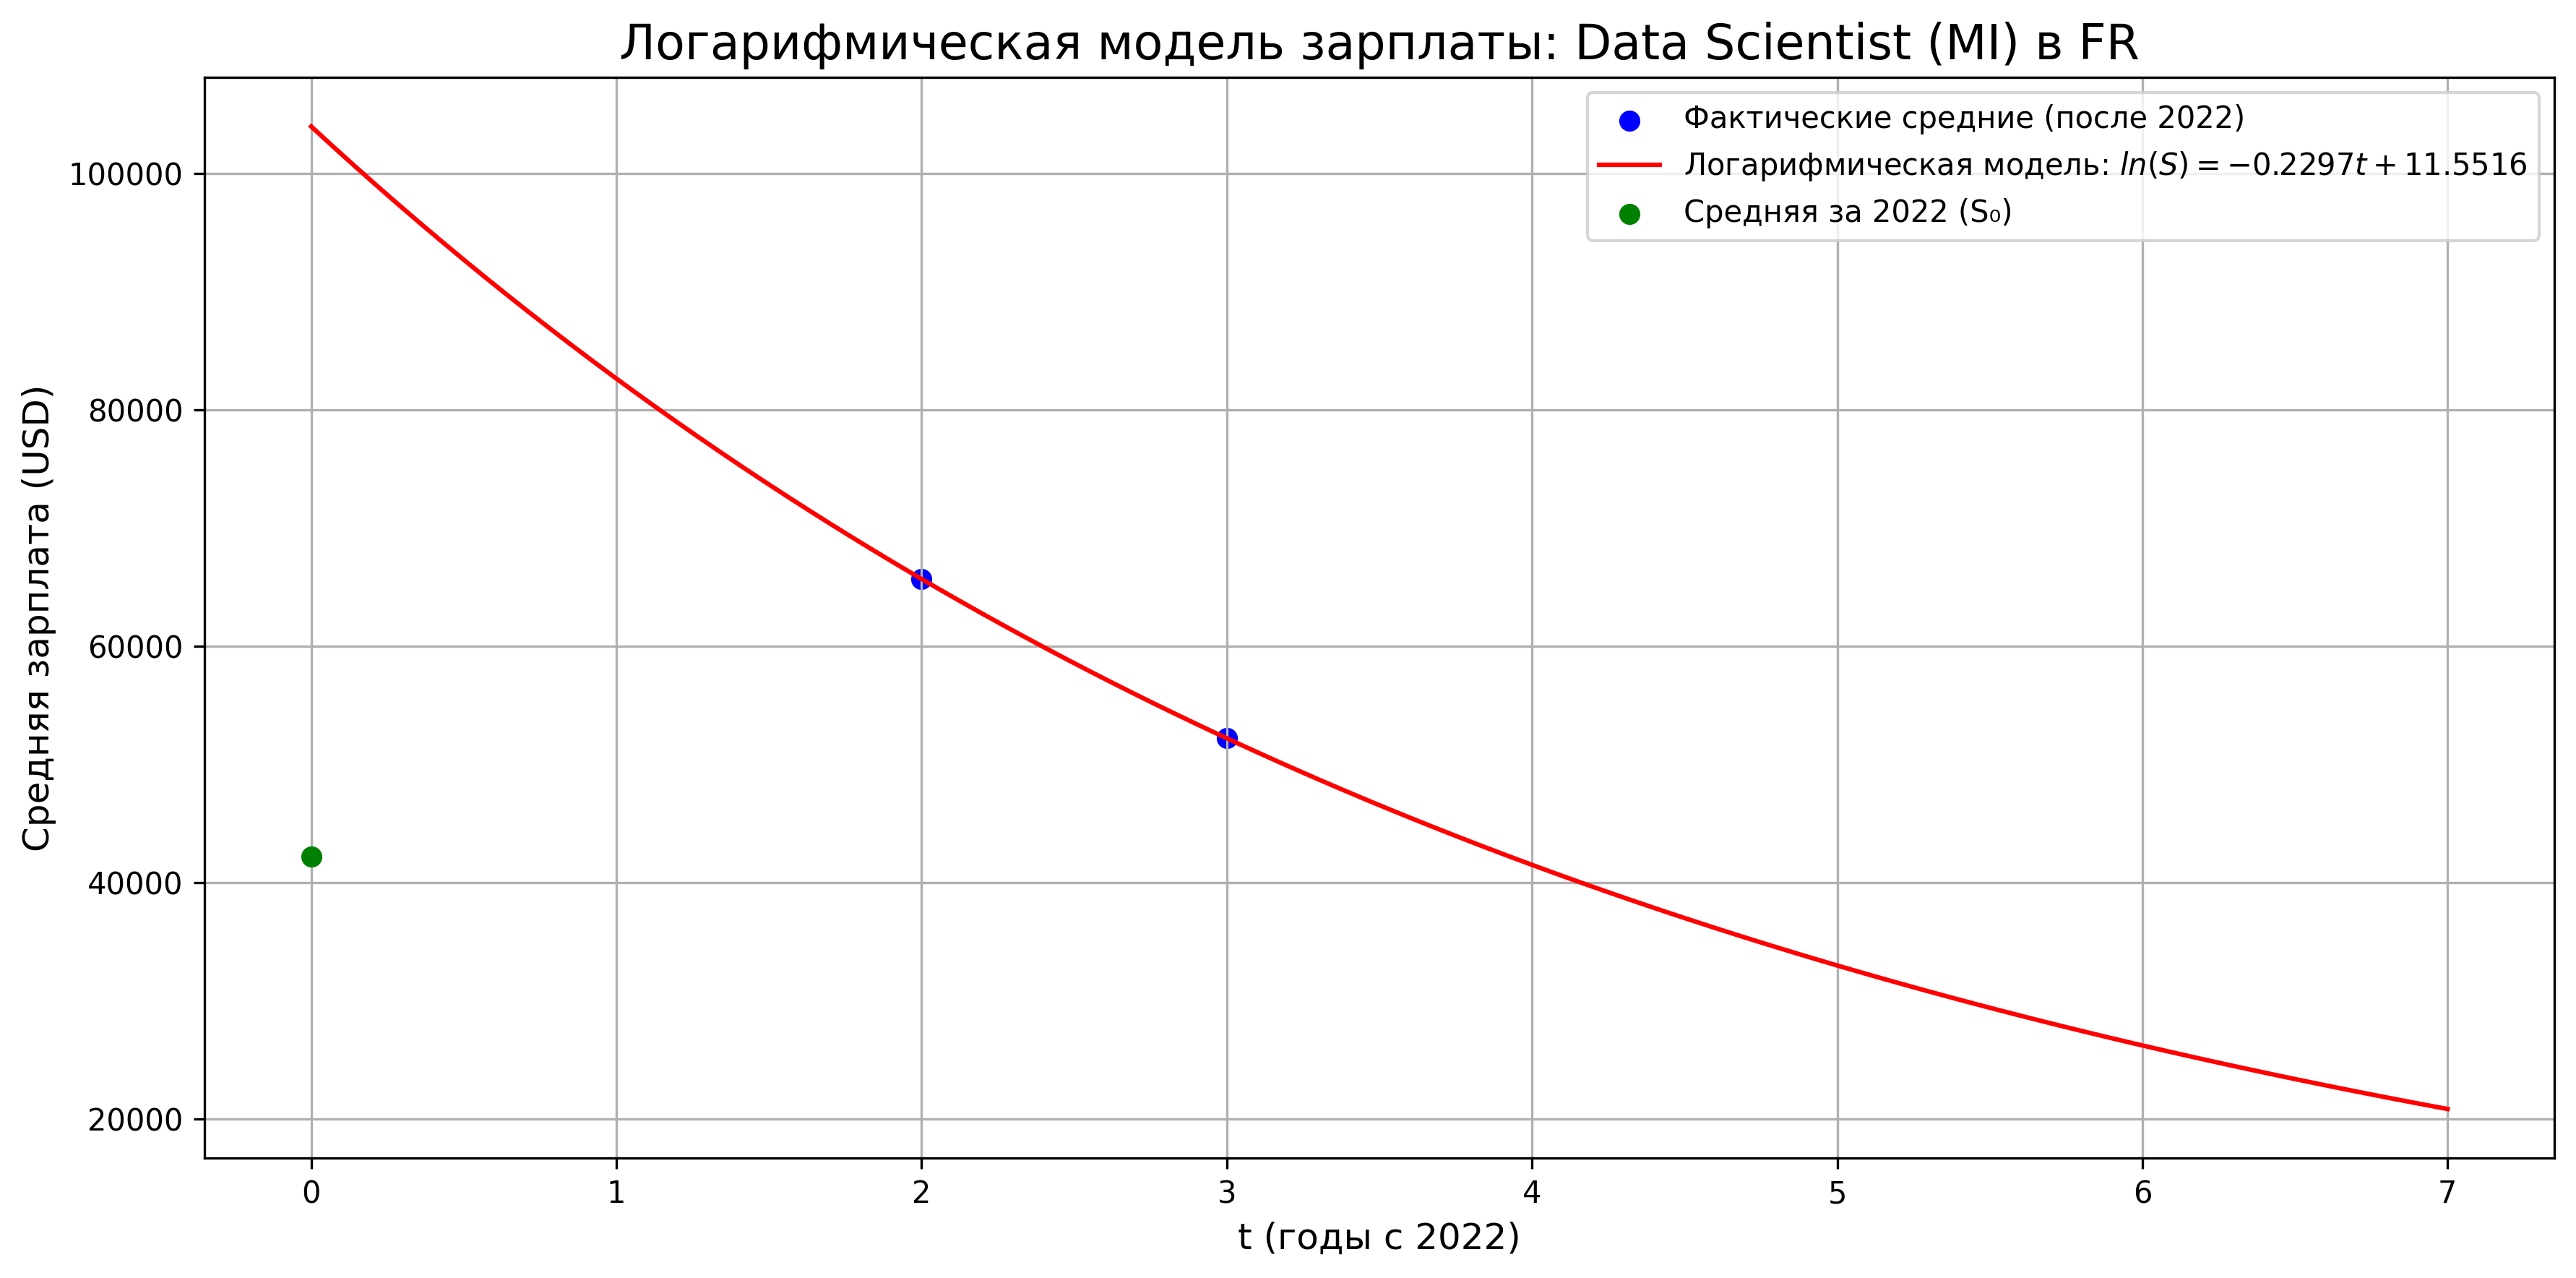 Логарифмическая модель зарплаты: Data Scientist (MI) в FR
Фактические средние (после 2022)
Логарифмическая модель: ln(S) = −0.2297t + 11.5516
Средняя за 2022 (S₀)
Средняя зарплата (USD)
100000
80000
60000
40000
20000
0 1 2 3 4 5 6 7
t (годы с 2022)